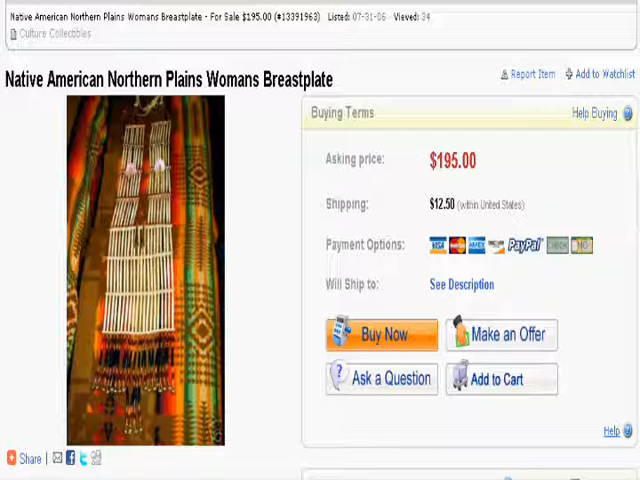 Native American Northern Plains Womans Breastplate - For Sale $195.00 (#13391963) Listed: 07-31-06 Viewed: 34
Culture Collectibles
Native American Northern Plains Womans Breastplate
Report Item
Add to Watchlist
Buying Terms
Help Buying
Asking price: $195.00
Shipping: $12.50 (within United States)
Payment Options: VISA PayPal CHECK MO
Will Ship to: See Description
Buy Now
Make an Offer
Ask a Question
Add to Cart
Help
Share |